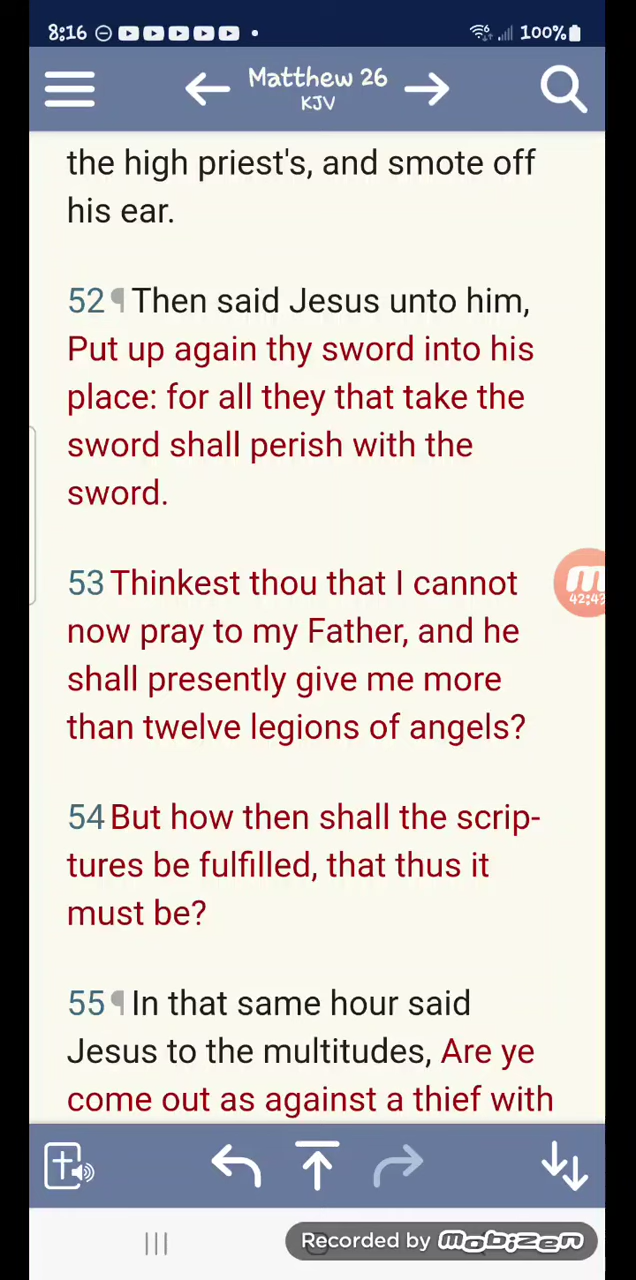 8:16 100%
Matthew 26
KJV
the high priest's, and smote off
his ear.
52 ¶ Then said Jesus unto him,
Put up again thy sword into his
place: for all they that take the
sword shall perish with the
sword.
53 Thinkest thou that I cannot
now pray to my Father, and he
shall presently give me more
than twelve legions of angels?
54 But how then shall the scrip-
tures be fulfilled, that thus it
must be?
55 ¶ In that same hour said
Jesus to the multitudes, Are ye
come out as against a thief with
42:43
Recorded by mobizen